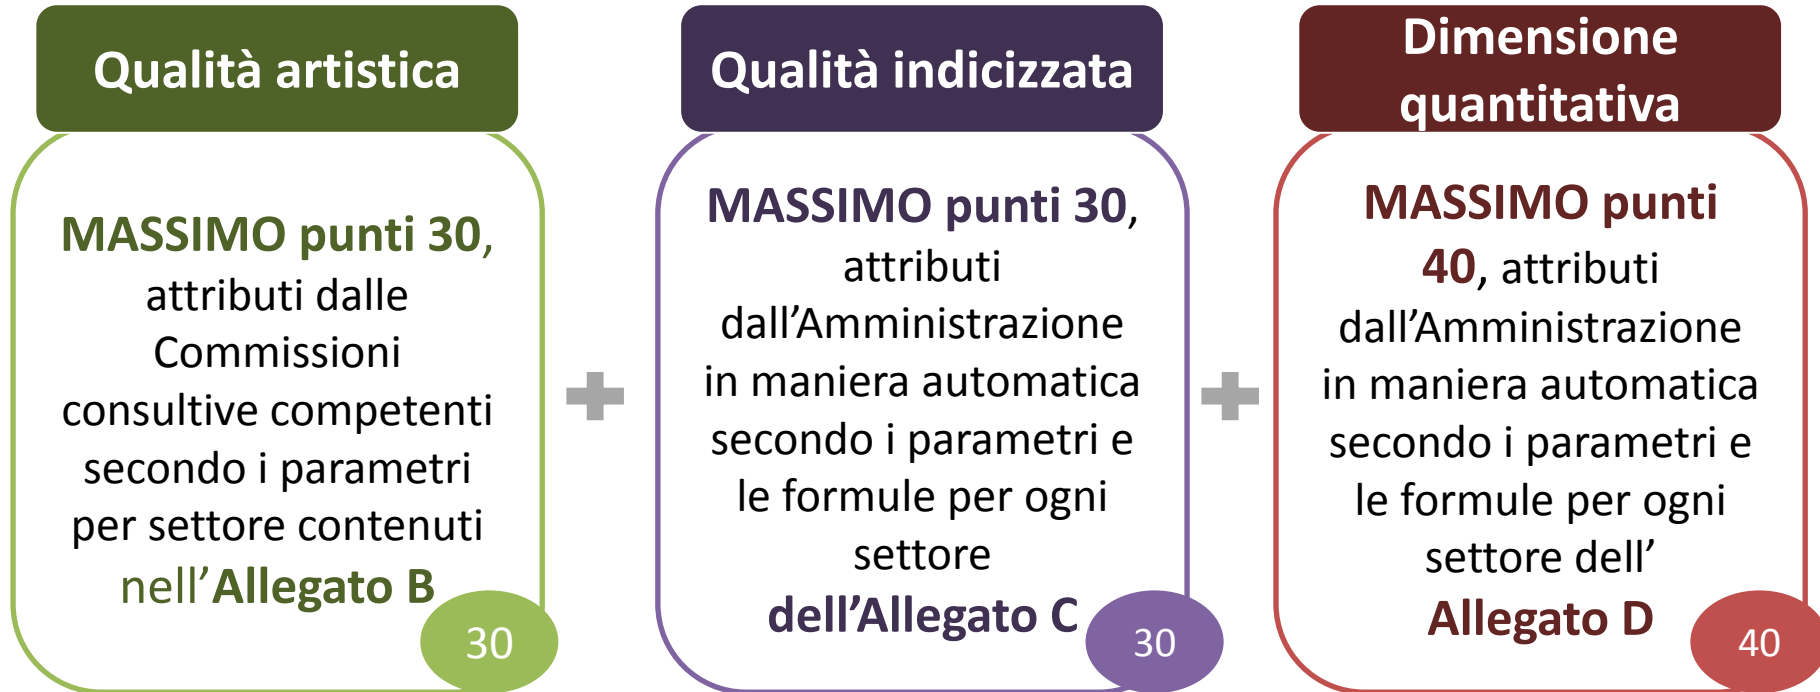 Qualità artistica
MASSIMO punti 30,
attributi dalle
Commissioni
consultive competenti
secondo i parametri
per settore contenuti
nell’Allegato B
30
Qualità indicizzata
MASSIMO punti 30,
attributi
dall’Amministrazione
in maniera automatica
secondo i parametri e
le formule per ogni
settore
dell’Allegato C
30
Dimensione
quantitativa
MASSIMO punti
40, attributi
dall’Amministrazione
in maniera automatica
secondo i parametri e
le formule per ogni
settore dell’
Allegato D
40